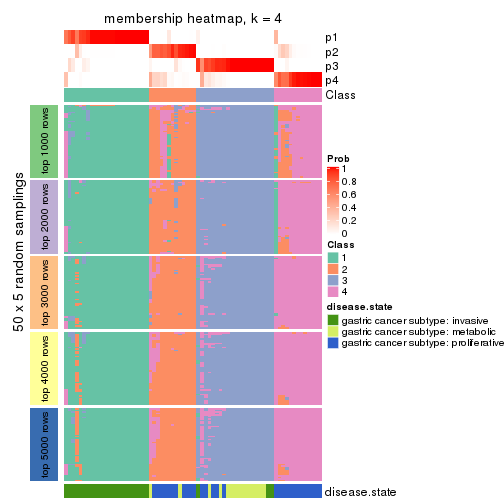 membership heatmap, k = 4
p1
p2
p3
p4
Class
50 x 5 random samplings
top 1000 rows
top 2000 rows
top 3000 rows
top 4000 rows
top 5000 rows
Prob
1
0.8
0.6
0.4
0.2
0
Class
1
2
3
4
disease.state
gastric cancer subtype: invasive
gastric cancer subtype: metabolic
gastric cancer subtype: proliferative
disease.state